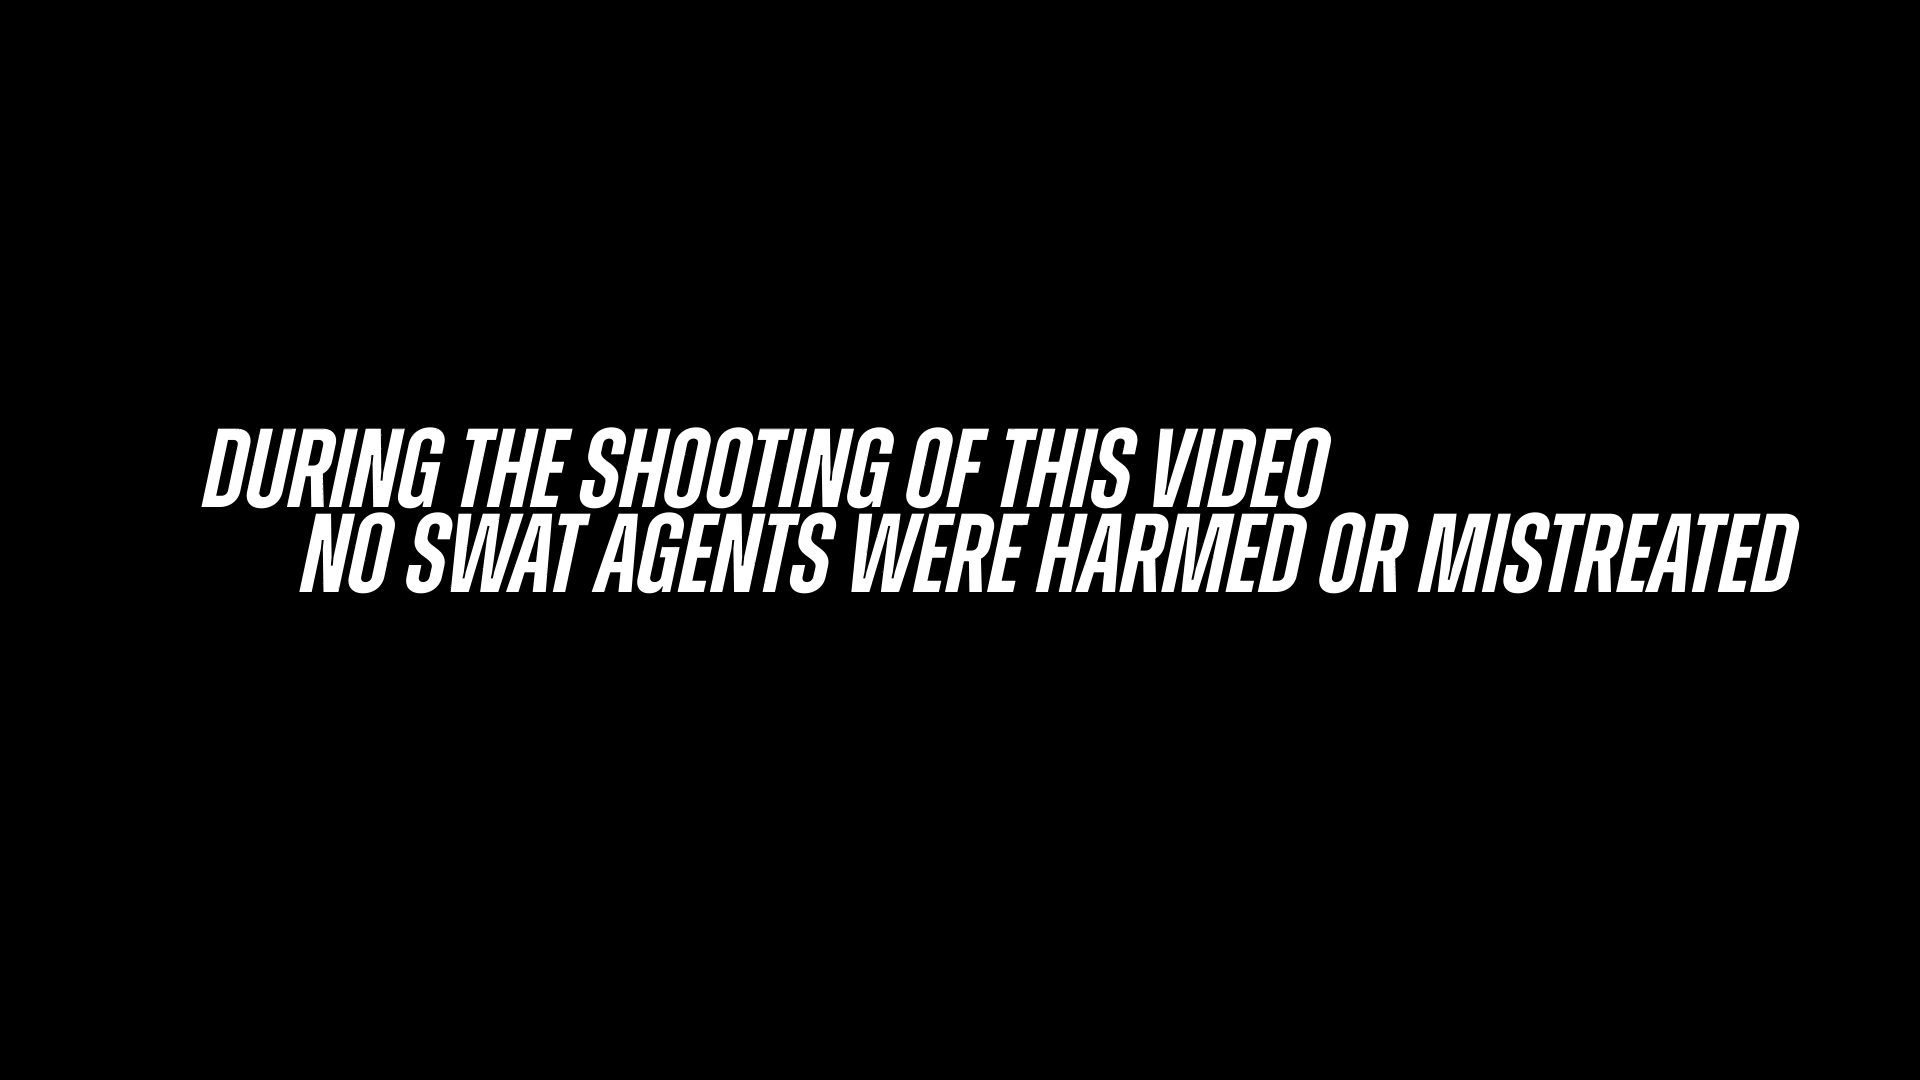 DURING THE SHOOTING OF THIS VIDEO
NO SWAT AGENTS WERE HARMED OR MISTREATED